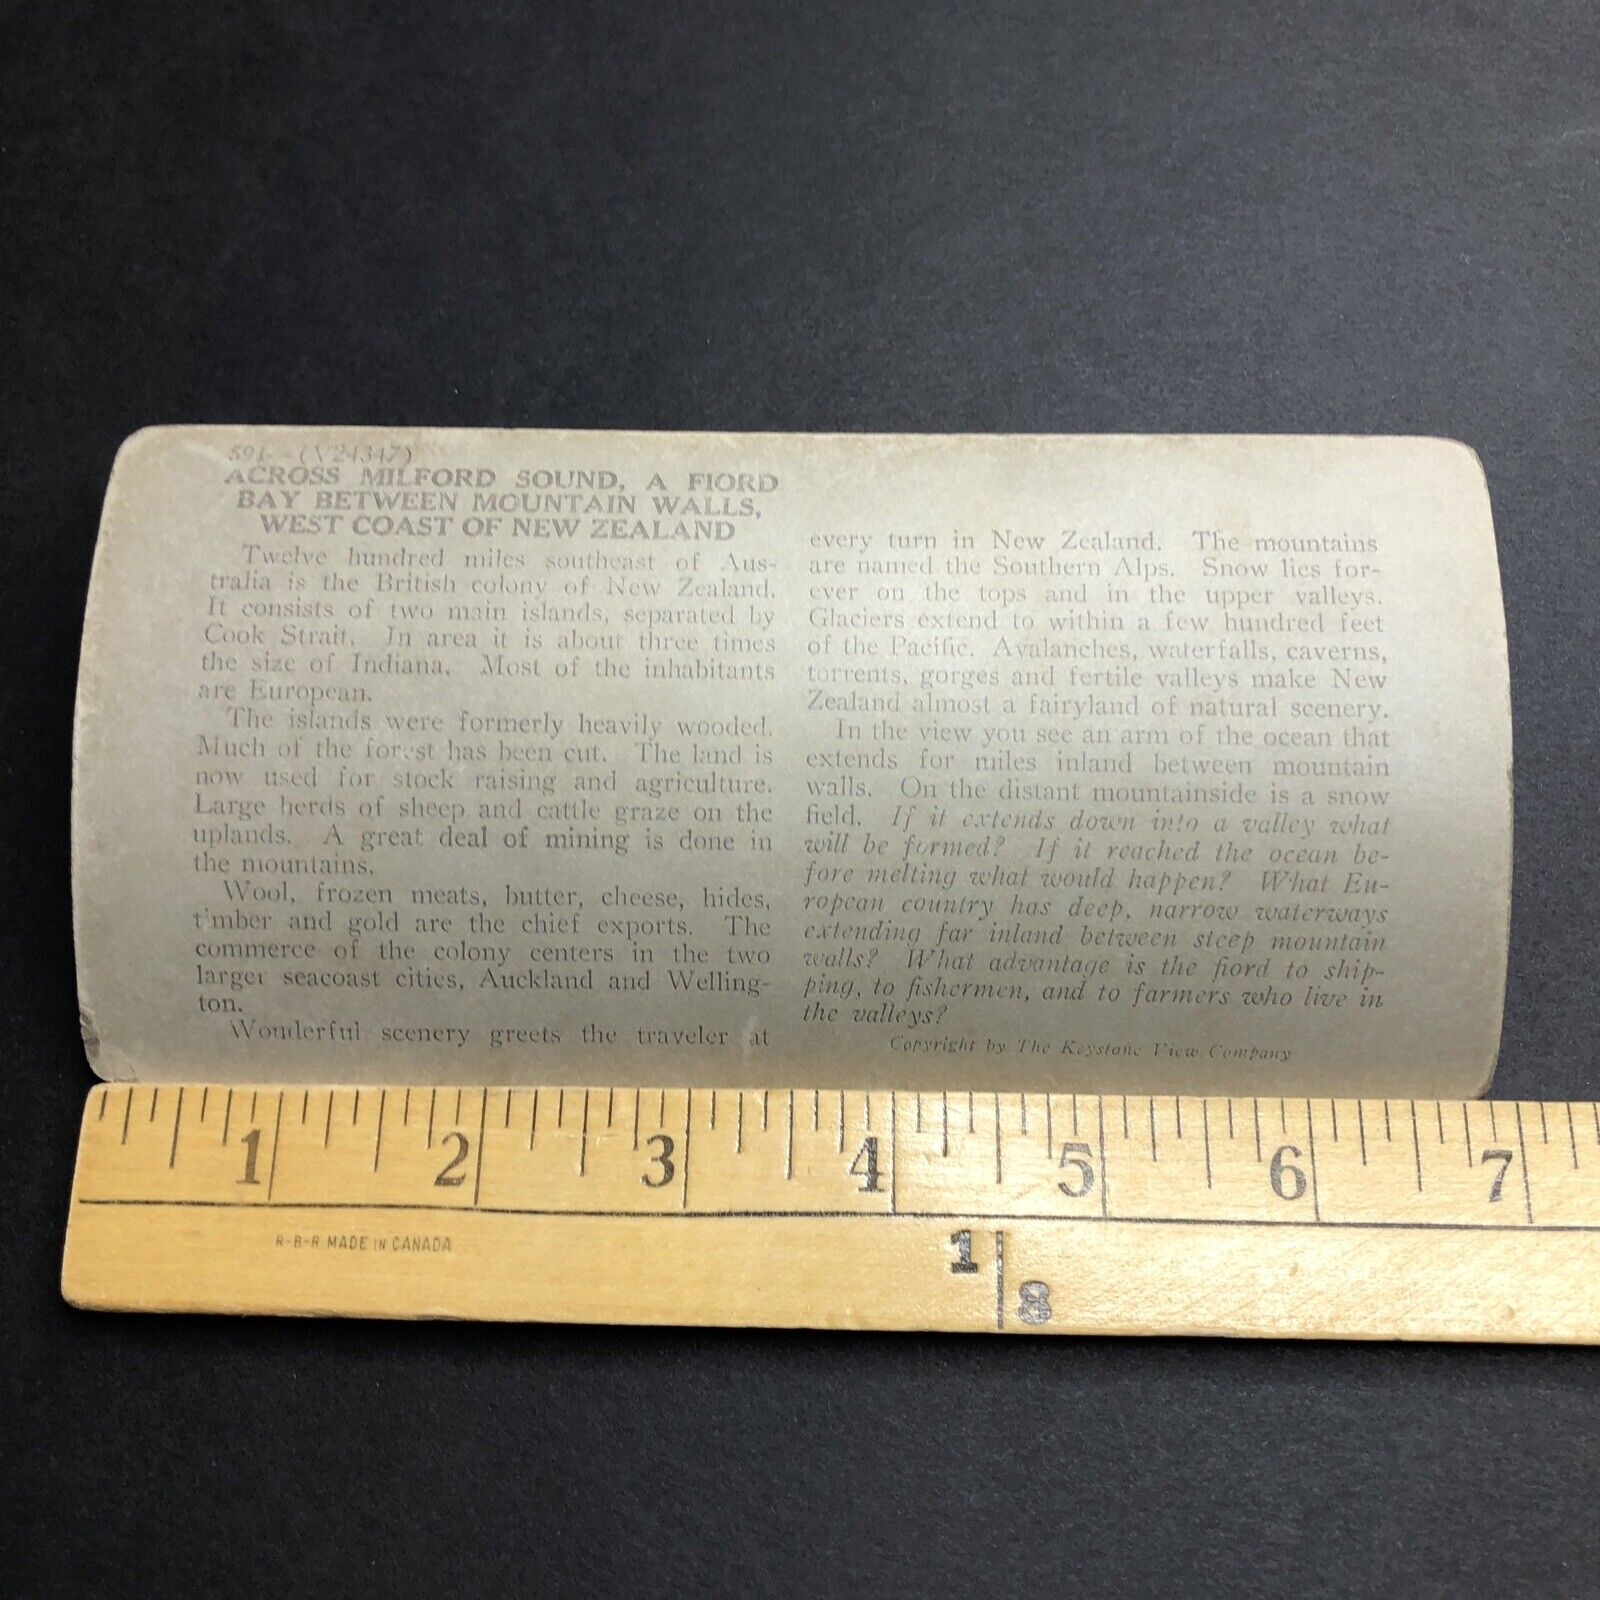 591—(V24347)
ACROSS MILFORD SOUND, A FIORD
BAY BETWEEN MOUNTAIN WALLS,
WEST COAST OF NEW ZEALAND
Twelve hundred miles southeast of Aus-
tralia is the British colony of New Zealand.
It consists of two main islands, separated by
Cook Strait. In area it is about three times
the size of Indiana. Most of the inhabitants
are European.
The islands were formerly heavily wooded.
Much of the forest has been cut. The land is
now used for stock raising and agriculture.
Large herds of sheep and cattle graze on the
uplands. A great deal of mining is done in
the mountains.
Wool, frozen meats, butter, cheese, hides,
timber and gold are the chief exports. The
commerce of the colony centers in the two
larger seacoast cities, Auckland and Welling-
ton.
Wonderful scenery greets the traveler at
every turn in New Zealand. The mountains
are named the Southern Alps. Snow lies for-
ever on the tops and in the upper valleys.
Glaciers extend to within a few hundred feet
of the Pacific. Avalanches, waterfalls, caverns,
torrents, gorges and fertile valleys make New
Zealand almost a fairyland of natural scenery.
In the view you see an arm of the ocean that
extends for miles inland between mountain
walls. On the distant mountainside is a snow
field. If it extends down into a valley what
will be formed? If it reached the ocean be-
fore melting what would happen? What Eu-
ropean country has deep, narrow waterways
extending far inland between steep mountain
walls? What advantage is the fiord to ship-
ping, to fishermen, and to farmers who live in
the valleys?
Copyright by The Keystone View Company
1 2 3 4 5 6 7
R-B-R MADE IN CANADA
1
8